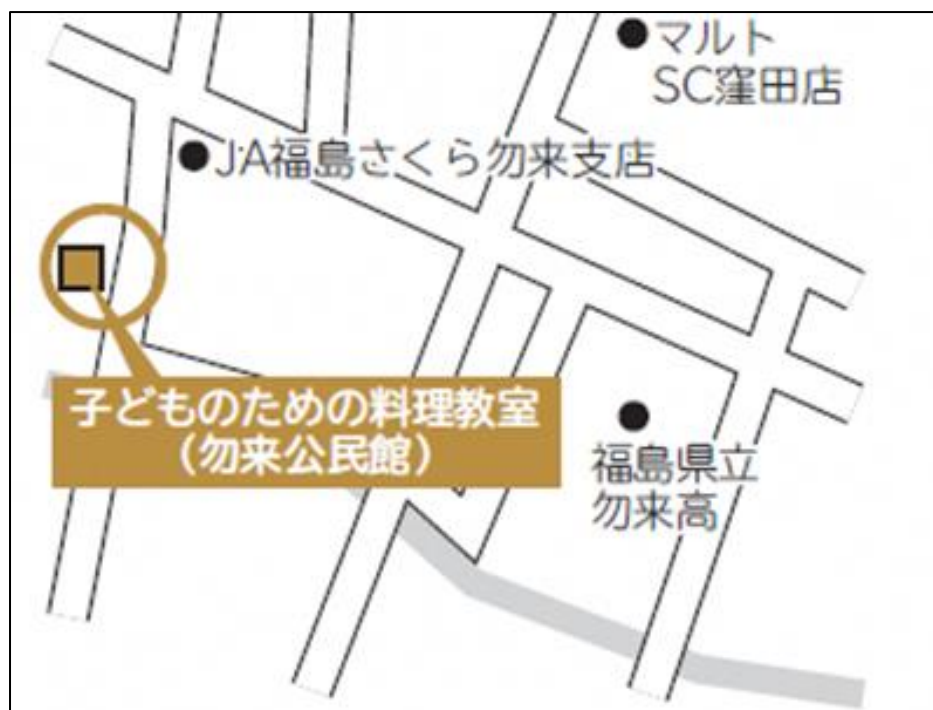 マルト
SC窪田店
JA福島さくら勿来支店
子どものための料理教室
（勿来公民館）
福島県立
勿来高